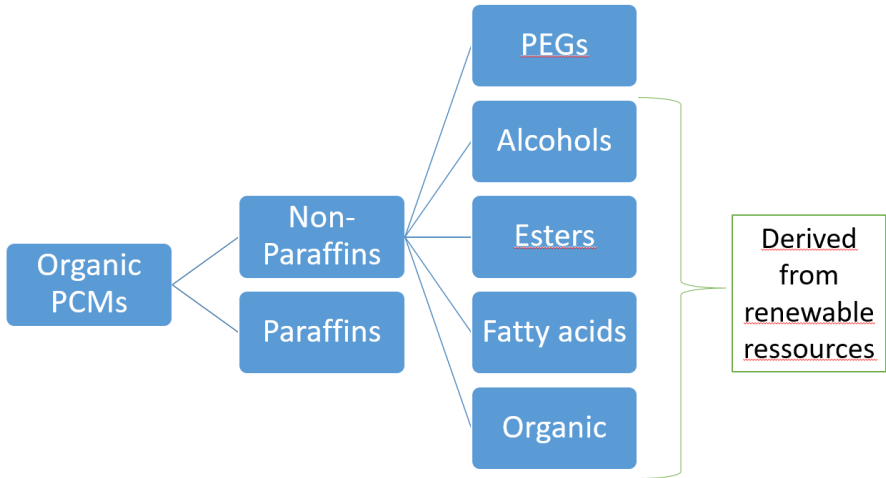 Organic
PCMs
Non-
Paraffins
Paraffins
PEGs
Alcohols
Esters
Fatty acids
Organic
Derived
from
renewable
ressources